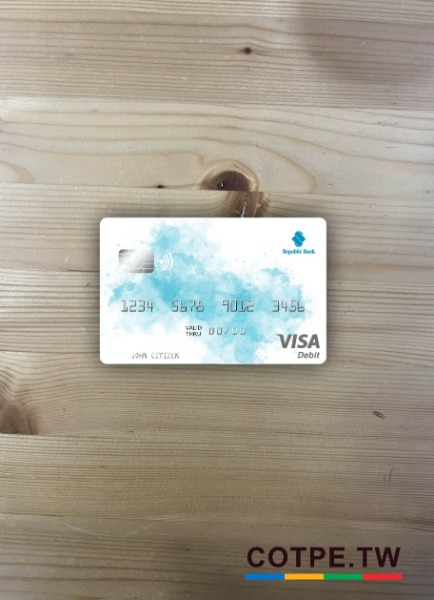 Republic Bank
1234 5678 9012 3456
VALID
THRU 00/00
VISA
Debit
JOHN CITIZEN
COTPE.TW